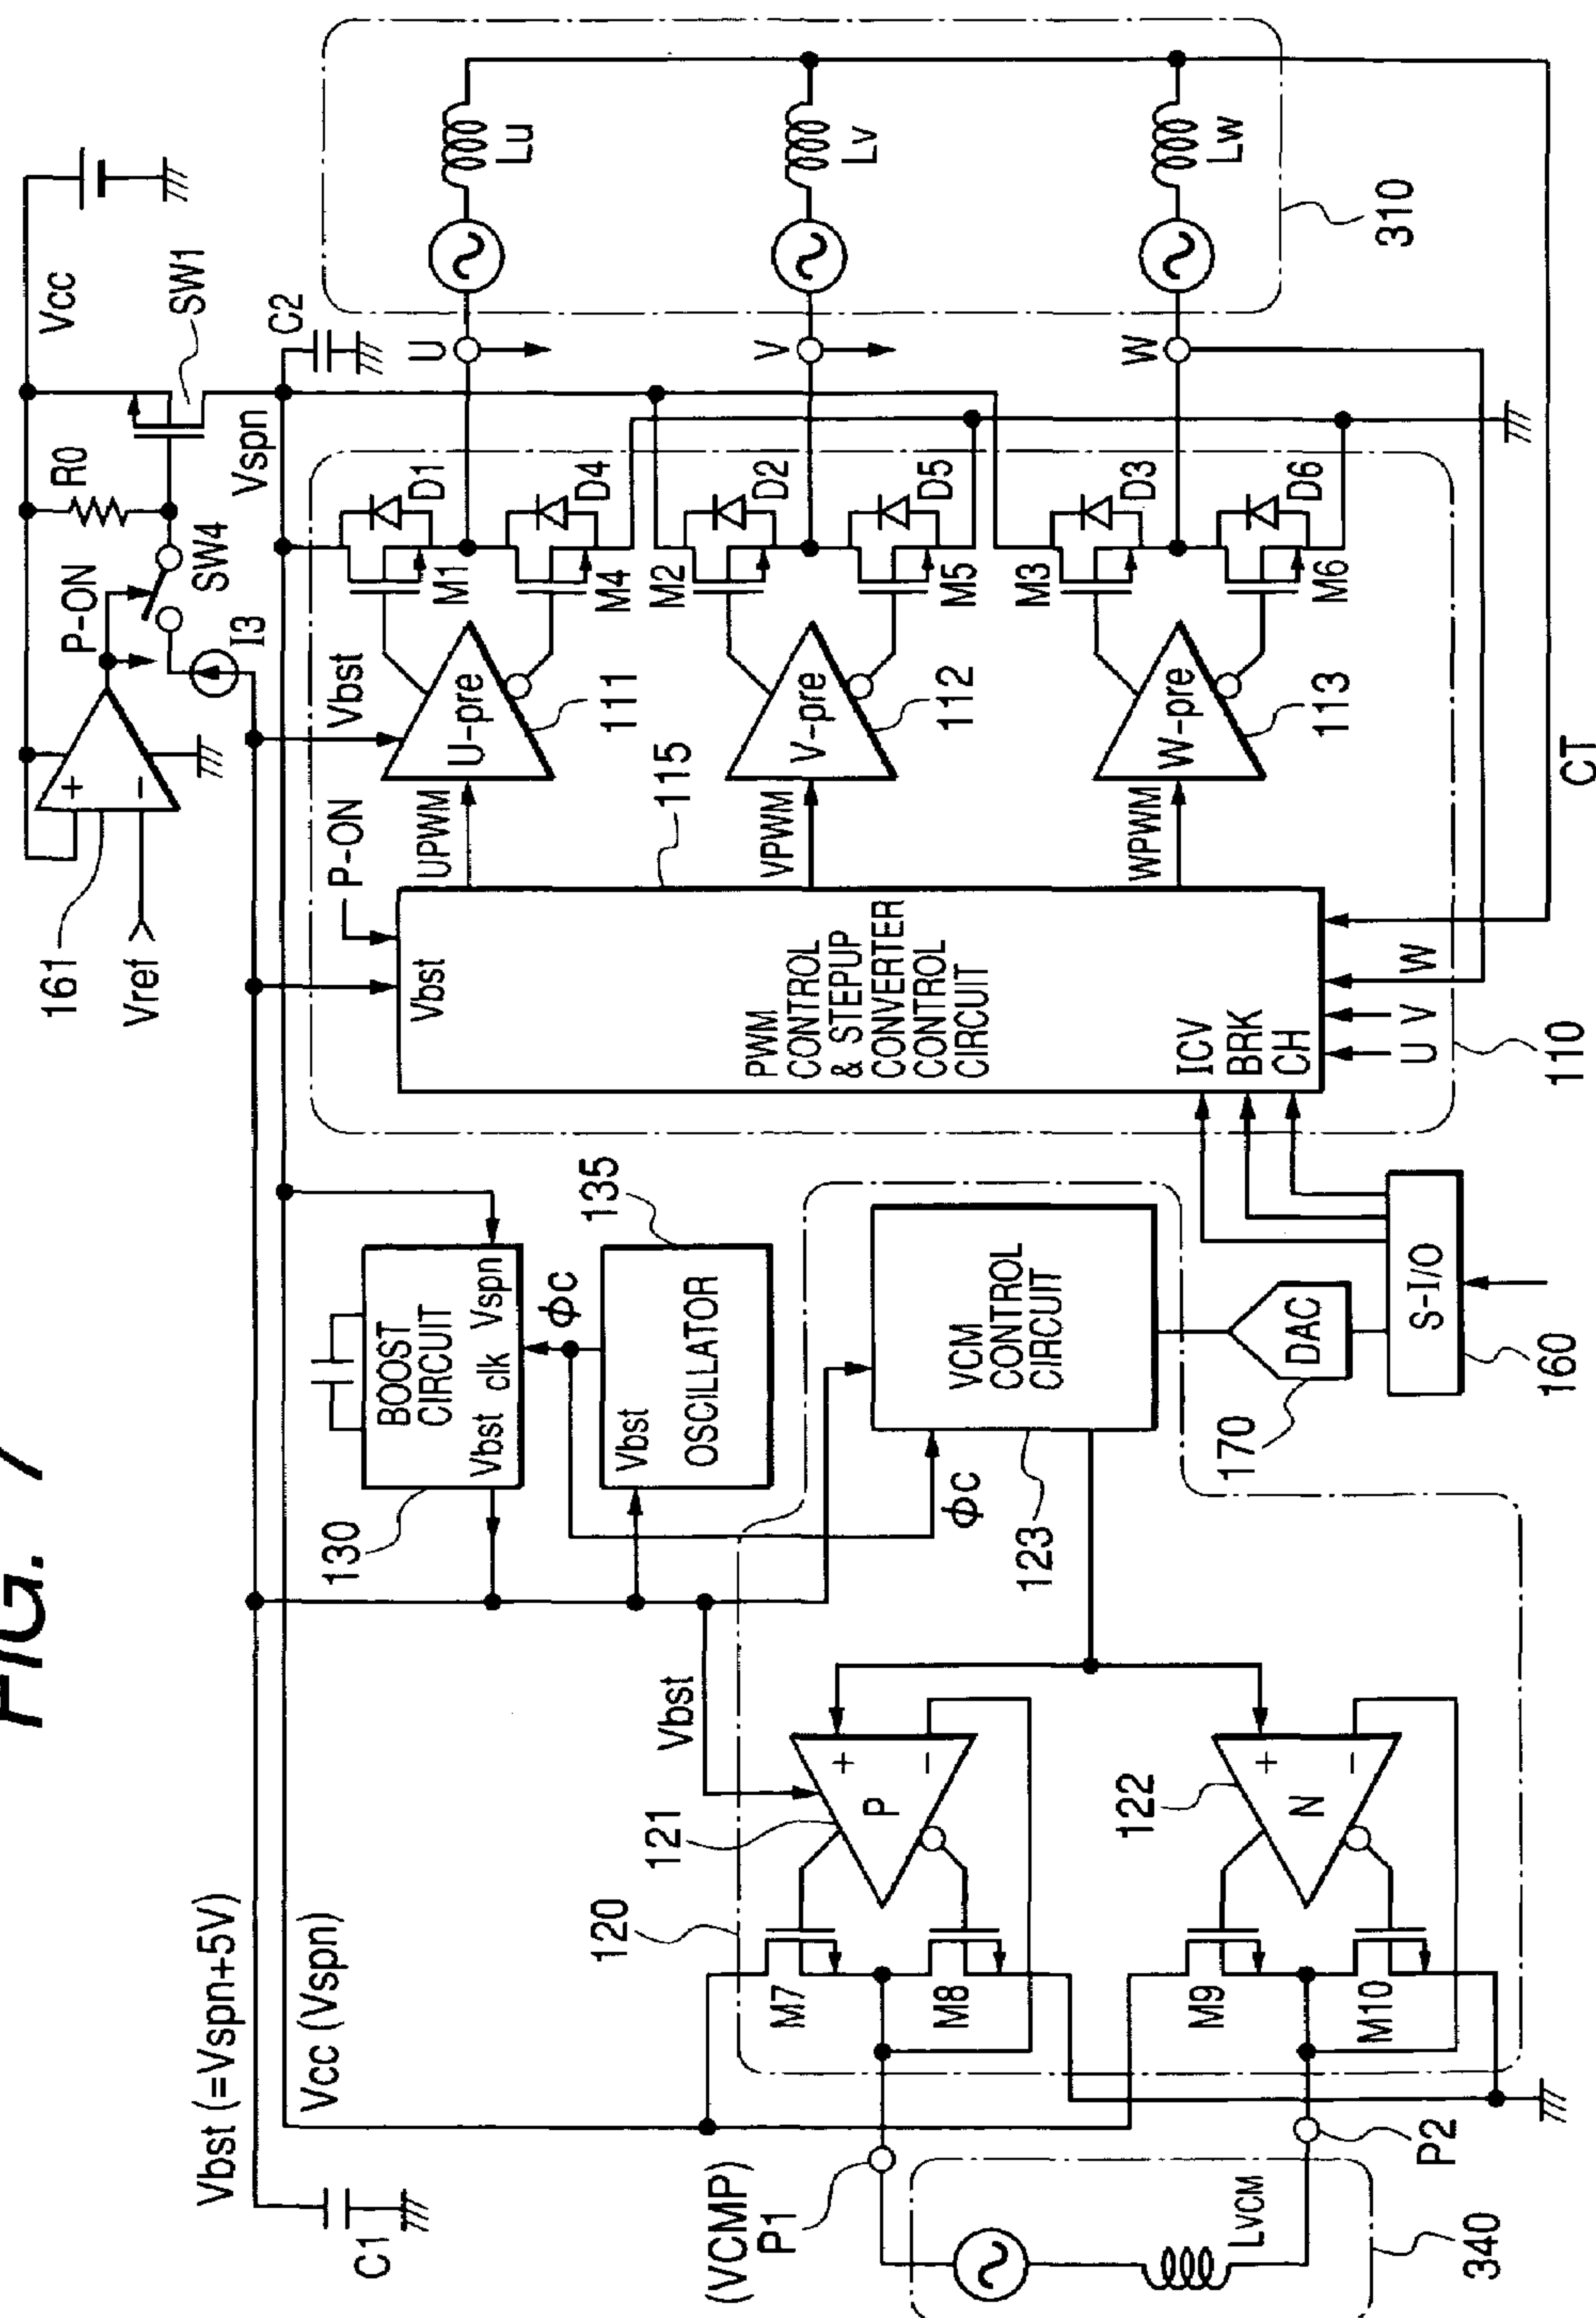 FIG. 7
Vbst (=Vspn+5V)
Vcc (Vspn)
C1
(VCMP)
P1
P2
LVCM
340
120
M7
M8
M9
M10
121
122
P
+
−
N
+
−
Vbst
130
BOOST
CIRCUIT
Vbst clk Vspn
ϕc
135
Vbst
OSCILLATOR
ϕc
123
VCM
CONTROL
CIRCUIT
170
DAC
S-I/O
160
161
Vref
+
−
P-ON
SW4
I3
R0
Vcc
SW1
Vspn
C2
Vbst
P-ON
115
Vbst
PWM
CONTROL
& STEPUP
CONVERTER
CONTROL
CIRCUIT
ICV
BRK
CH
U V W
110
CT
UPWM
VPWM
WPWM
U-pre
111
V-pre
112
W-pre
113
M1
D1
M4
D4
M2
D2
M5
D5
M3
D3
M6
D6
U
V
W
Lu
Lv
Lw
310